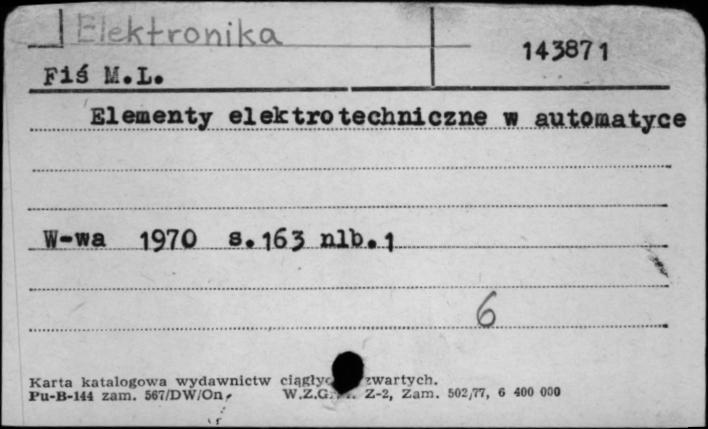 Elektronika
143871
Fiś M.L.
Elementy elektrotechniczne w automatyce
W-wa 1970 s.163 nlb.1
6
Karta katalogowa wydawnictw zwartych.
Pu-B-144 zam. 567/DW/On, W.Z.G. Z-2, Zam. 502/77, 6 400 000